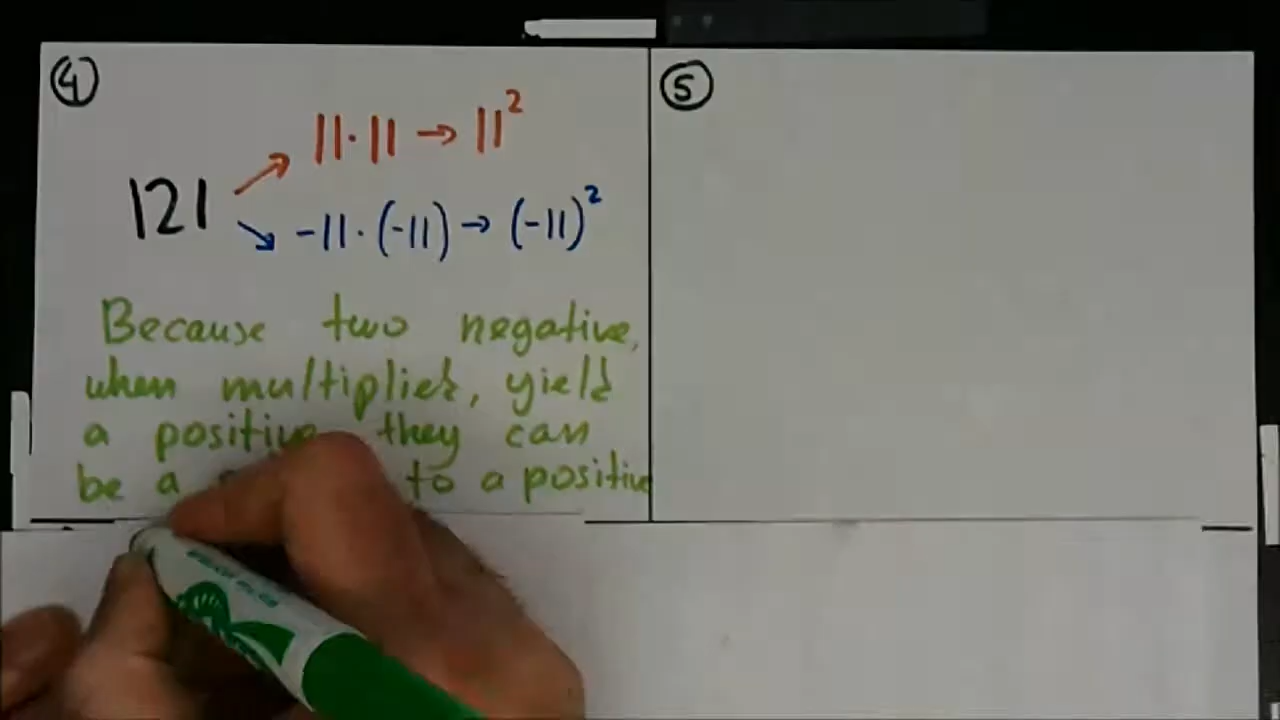 ④
11·11 → 11²
121
-11·(-11) → (-11)²
Because two negative,
when multiplied, yield
a positive they can
be a to a positive
⑤